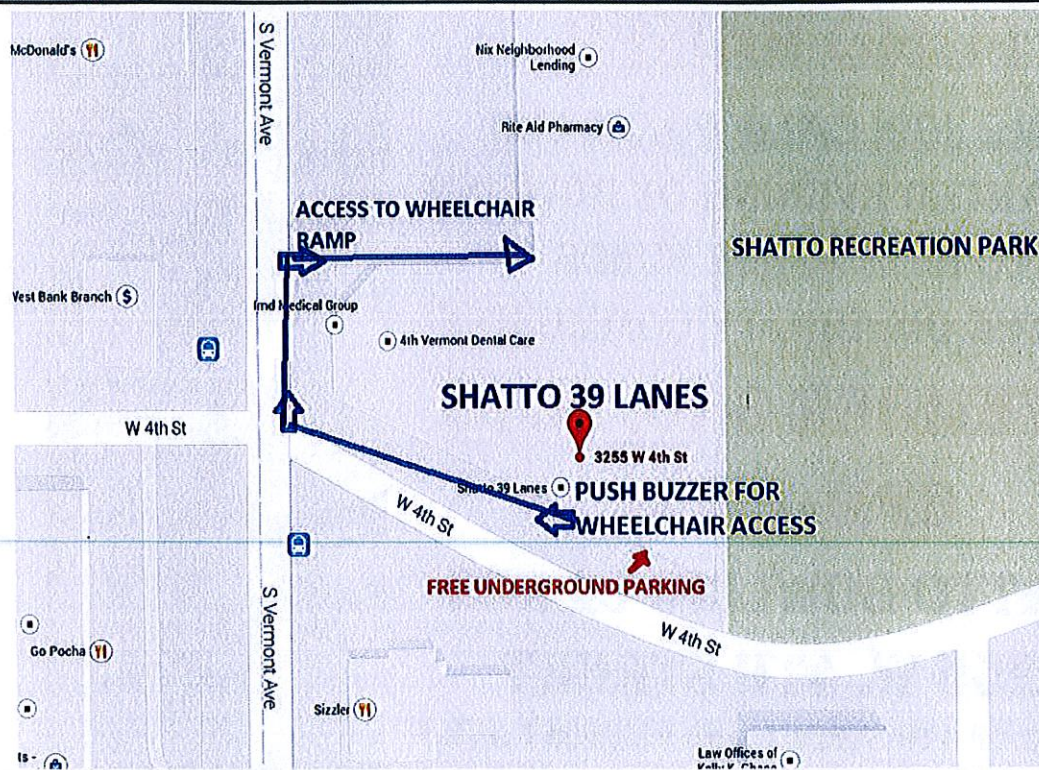 McDonald's
S Vermont Ave
Nix Neighborhood
Lending
Rite Aid Pharmacy
ACCESS TO WHEELCHAIR
RAMP
SHATTO RECREATION PARK
West Bank Branch
Medical Group
4th Vermont Dental Care
SHATTO 39 LANES
W 4th St
3255 W 4th St
Shatto 39 Lanes
PUSH BUZZER FOR
WHEELCHAIR ACCESS
W 4th St
FREE UNDERGROUND PARKING
S Vermont Ave
W 4th St
Go Pocha
Sizzler
Law Offices of